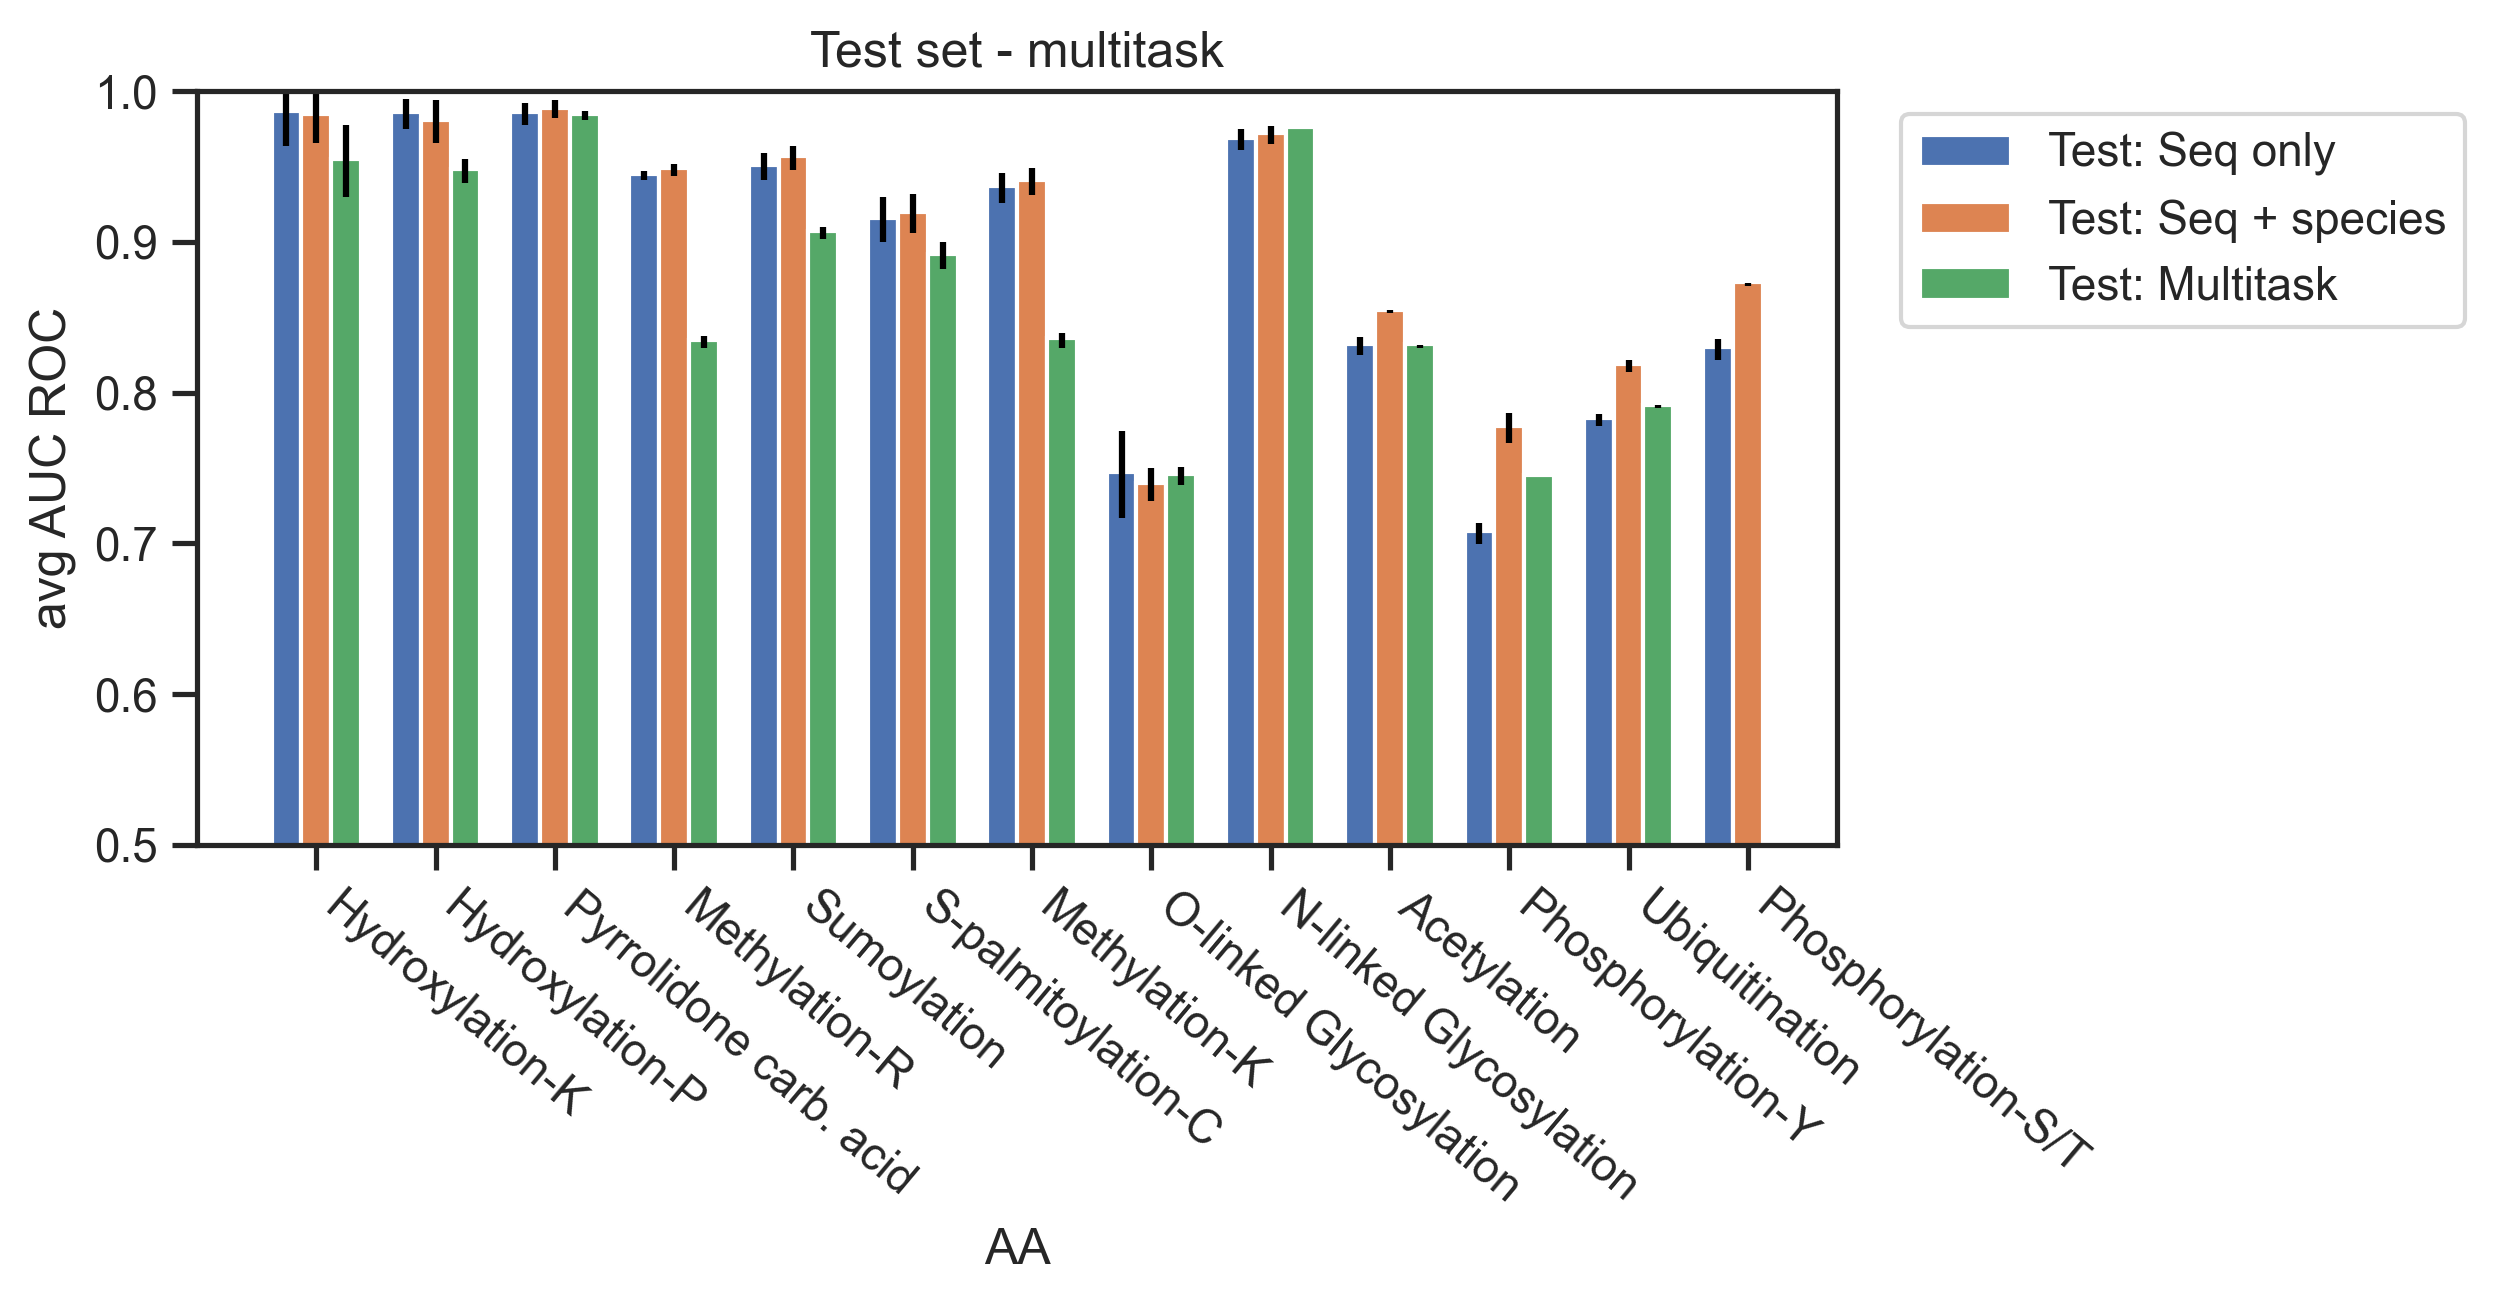 Test set - multitask
1.0
0.9
0.8
0.7
0.6
0.5
avg AUC ROC
Test: Seq only
Test: Seq + species
Test: Multitask
Hydroxylation-K
Hydroxylation-P
Pyrrolidone carb. acid
Methylation-R
Sumoylation
S-palmitoylation-C
Methylation-K
O-linked Glycosylation
N-linked Glycosylation
Acetylation
Phosphorylation-Y
Ubiquitination
Phosphorylation-S/T
AA